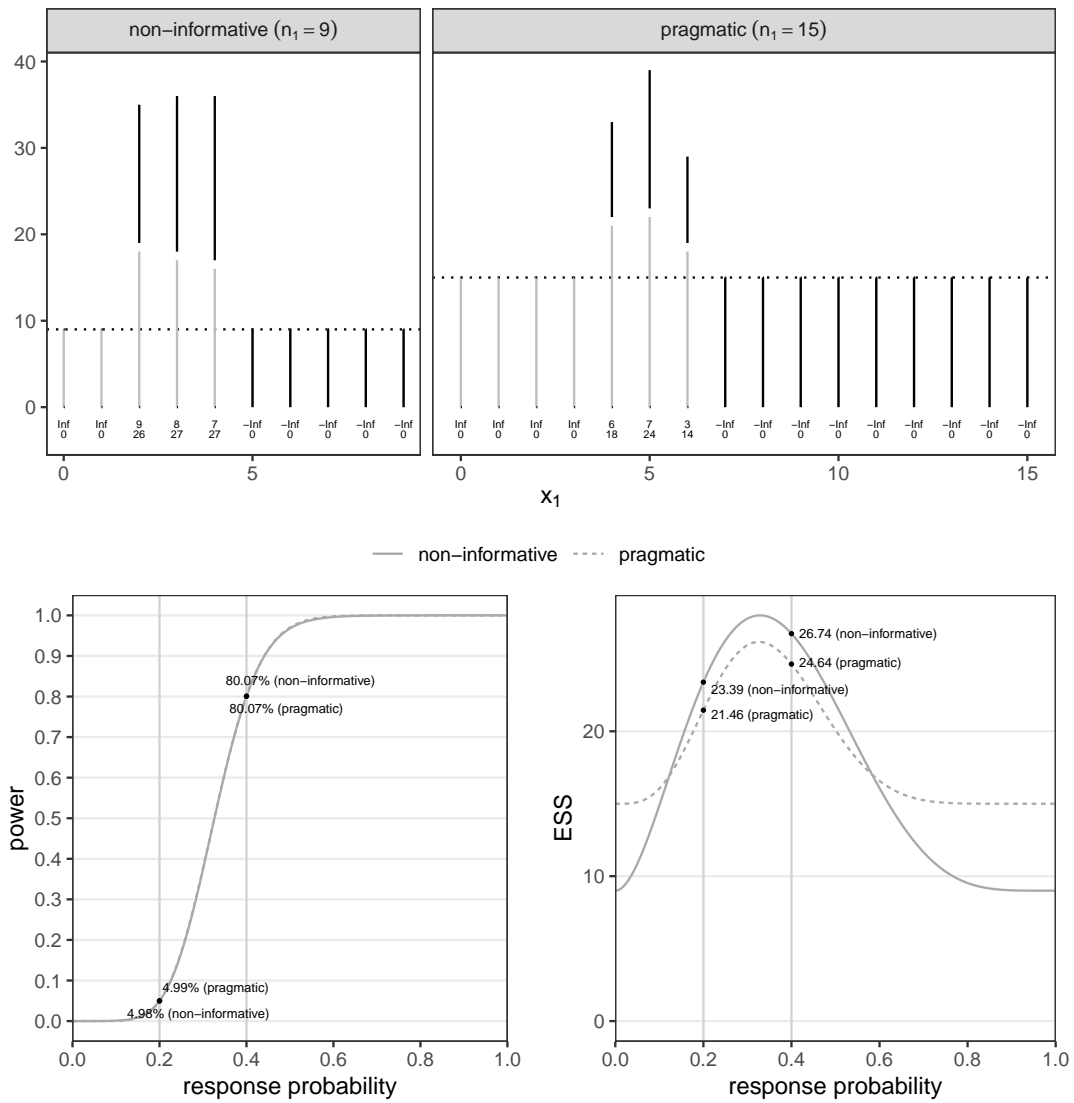 non−informative (n₁ = 9) pragmatic (n₁ = 15)
40
30
20
10
0
Inf Inf 9 8 7 −Inf −Inf −Inf −Inf −Inf Inf Inf Inf Inf 6 7 3 −Inf −Inf −Inf −Inf −Inf −Inf −Inf −Inf −Inf
0 0 26 27 27 0 0 0 0 0 0 0 0 0 18 24 14 0 0 0 0 0 0 0 0 0
0 5 0 5 10 15
x₁
non−informative pragmatic
power
1.0
0.9
0.8
0.7
0.6
0.5
0.4
0.3
0.2
0.1
0.0
80.07% (non−informative)
80.07% (pragmatic)
4.99% (pragmatic)
4.98% (non−informative)
0.0 0.2 0.4 0.6 0.8 1.0
response probability
ESS
20
10
0
26.74 (non−informative)
24.64 (pragmatic)
23.39 (non−informative)
21.46 (pragmatic)
0.0 0.2 0.4 0.6 0.8 1.0
response probability